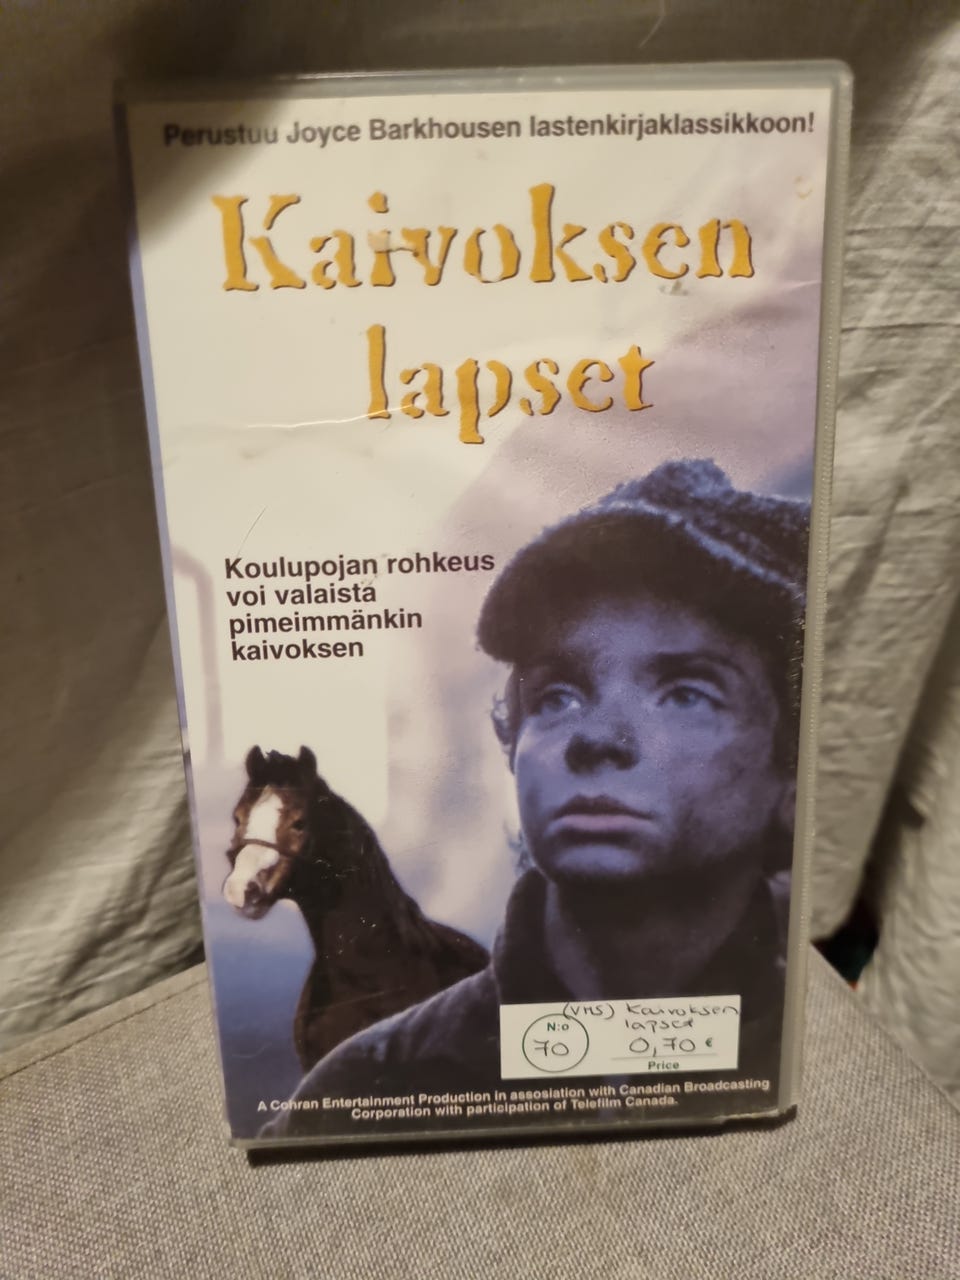 Perustuu Joyce Barkhousen lastenkirjaklassikkoon!
Kaivoksen
lapset
Koulupojan rohkeus
voi valaista
pimeimmänkin
kaivoksen
(VHS) Kaivoksen
lapset
N:o
70
0,70 €
Price
A Cohran Entertainment Production in assosiation with Canadian Broadcasting
Corporation with participation of Telefilm Canada.